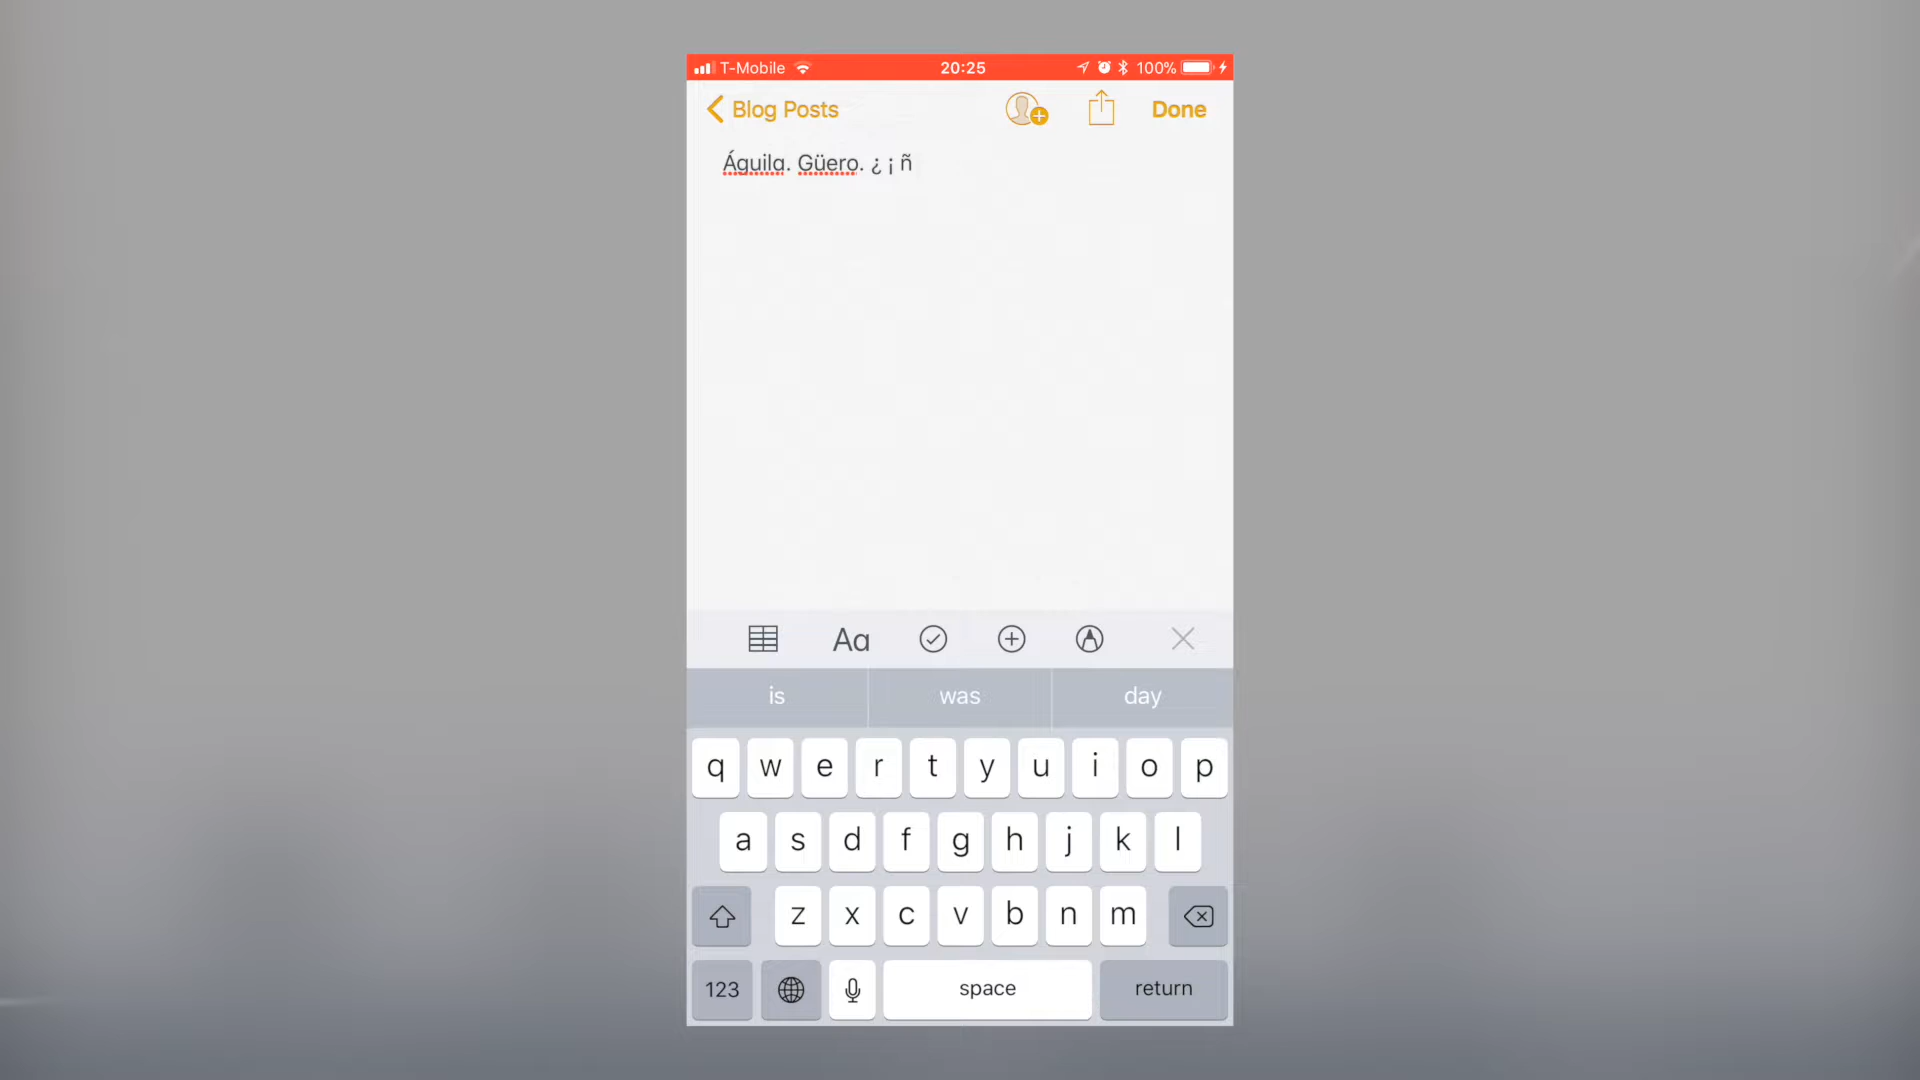 T-Mobile 20:25 100%
Blog Posts Done
Águila. Güero. ¿ ¡ ñ
Aa
is was day
q w e r t y u i o p
a s d f g h j k l
z x c v b n m
123 space return